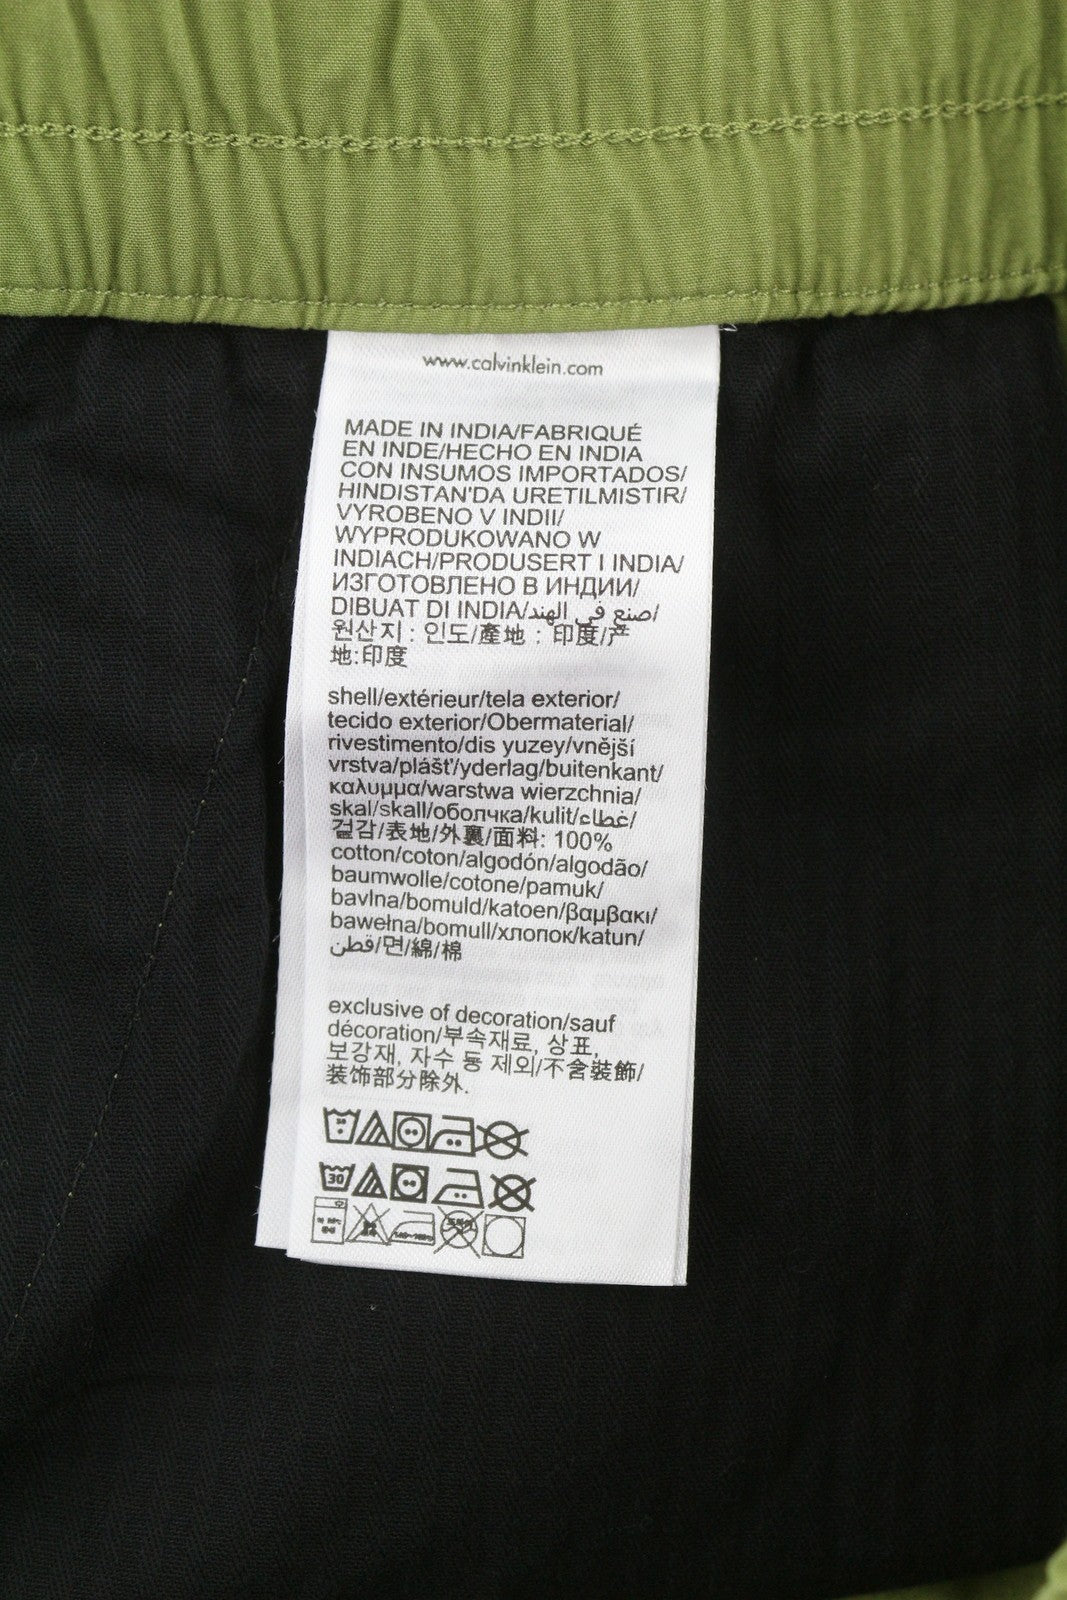 www.calvinklein.com
MADE IN INDIA/FABRIQUÉ
EN INDE/HECHO EN INDIA
CON INSUMOS IMPORTADOS/
HINDISTAN'DA URETILMISTIR/
VYROBENO V INDII/
WYPRODUKOWANO W
INDIACH/PRODUSERT I INDIA/
ИЗГОТОВЛЕНО В ИНДИИ/
DIBUAT DI INDIA/صنع في الهند/
원산지 : 인도/產地 : 印度/产
地:印度
shell/extérieur/tela exterior/
tecido exterior/Obermaterial/
rivestimento/dis yuzey/vnější
vrstva/plášť/yderlag/buitenkant/
καλυμμα/warstwa wierzchnia/
skal/skall/оболчка/kulit/غطاء/
겉감/表地/外裏/面料: 100%
cotton/coton/algodón/algodão/
baumwolle/cotone/pamuk/
bavlna/bomuld/katoen/βαμβακι/
bawełna/bomull/хлопок/katun/
قطن/면/綿/棉
exclusive of decoration/sauf
décoration/부속재료, 상표,
보강재, 자수 등 제외/不含裝飾/
装饰部分除外.
30